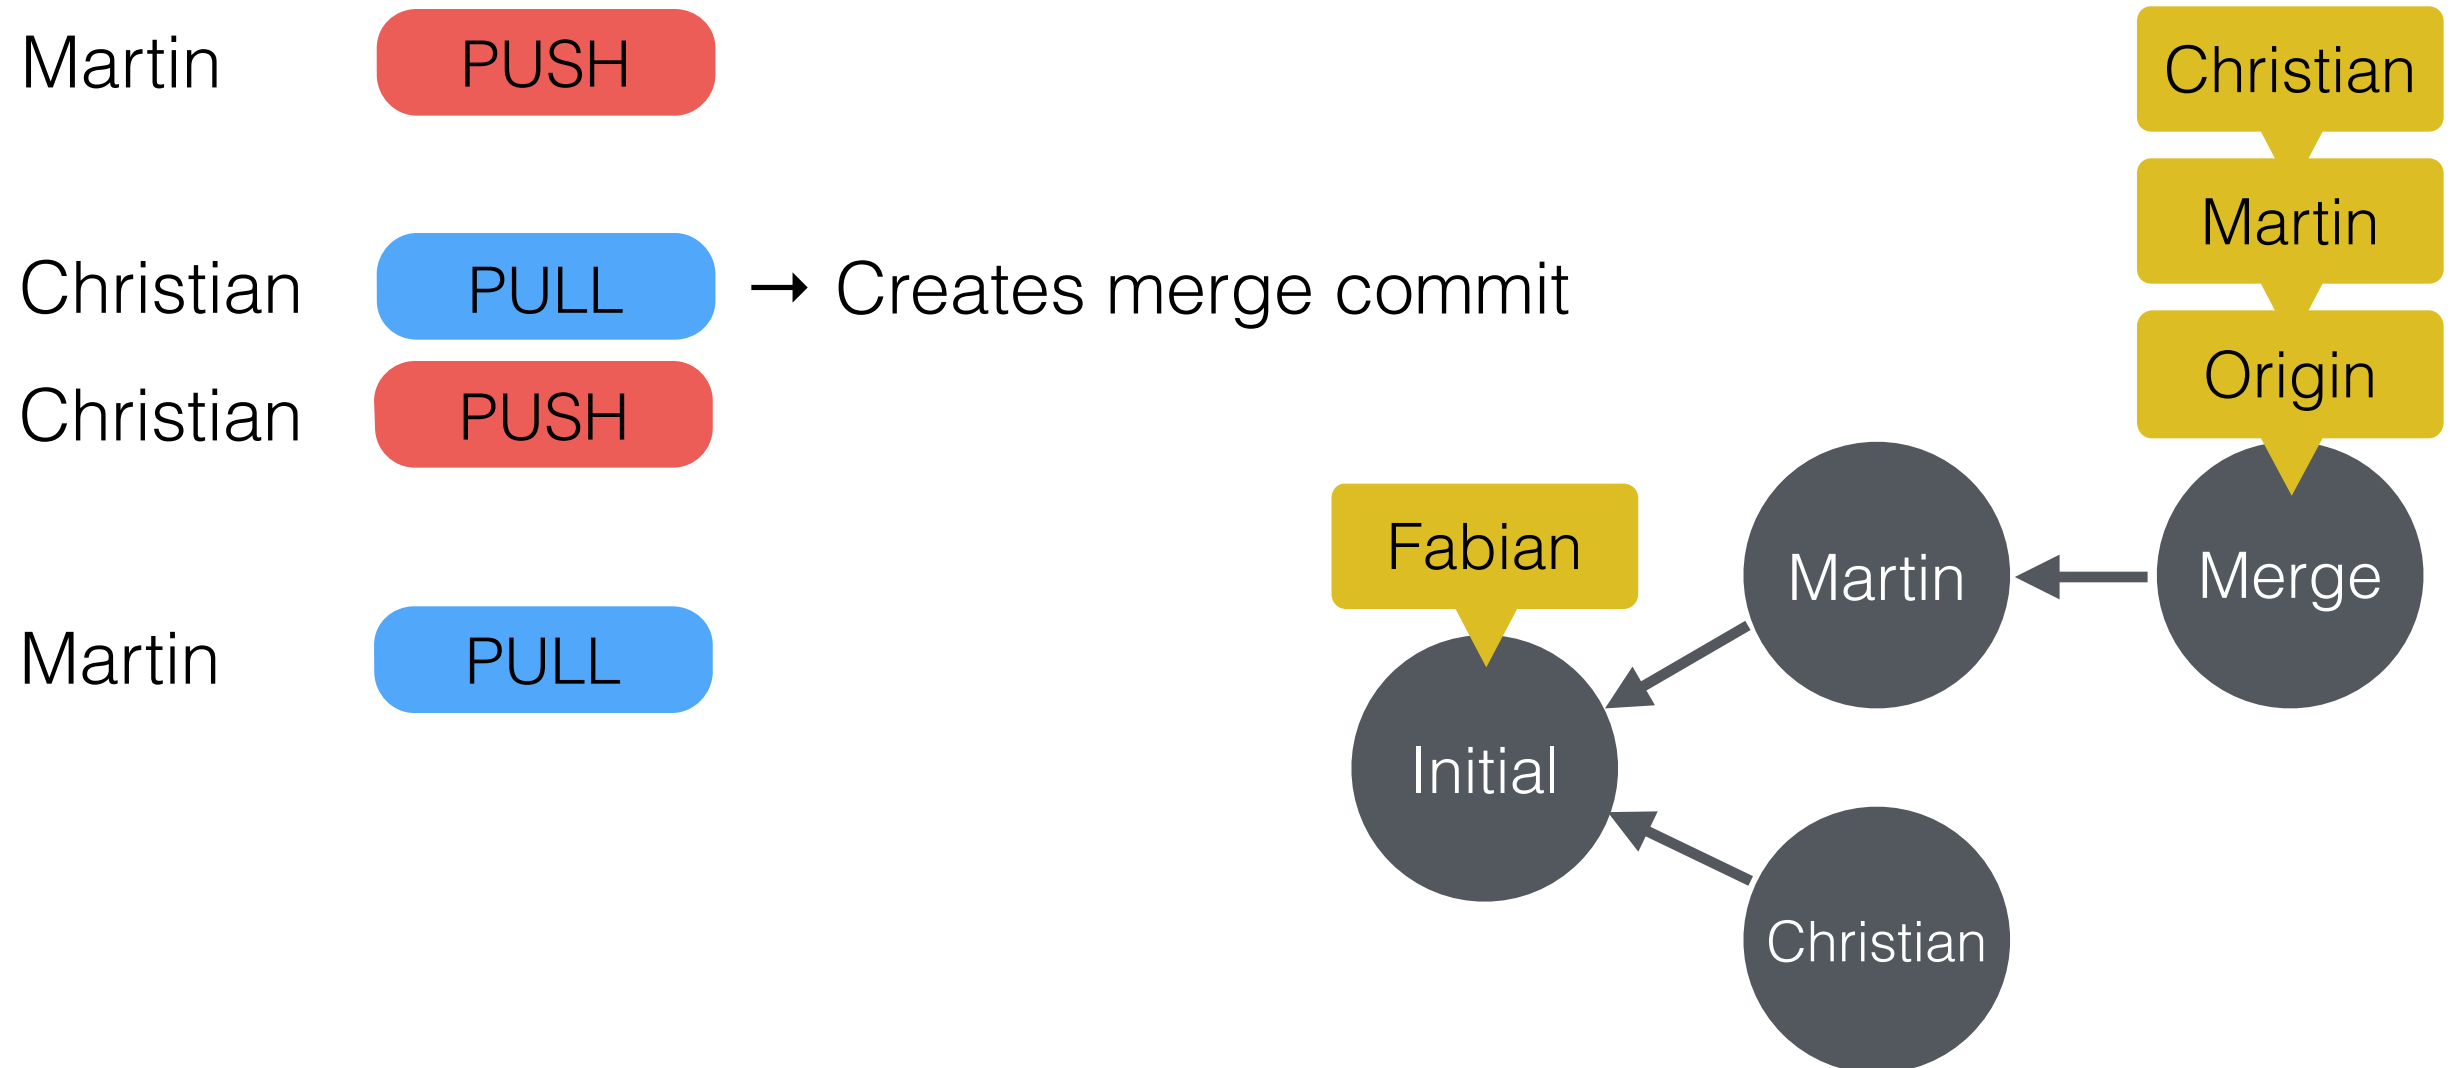 Martin PUSH
Christian PULL → Creates merge commit
Christian PUSH
Martin PULL
Christian
Martin
Origin
Fabian
Martin
Merge
Initial
Christian